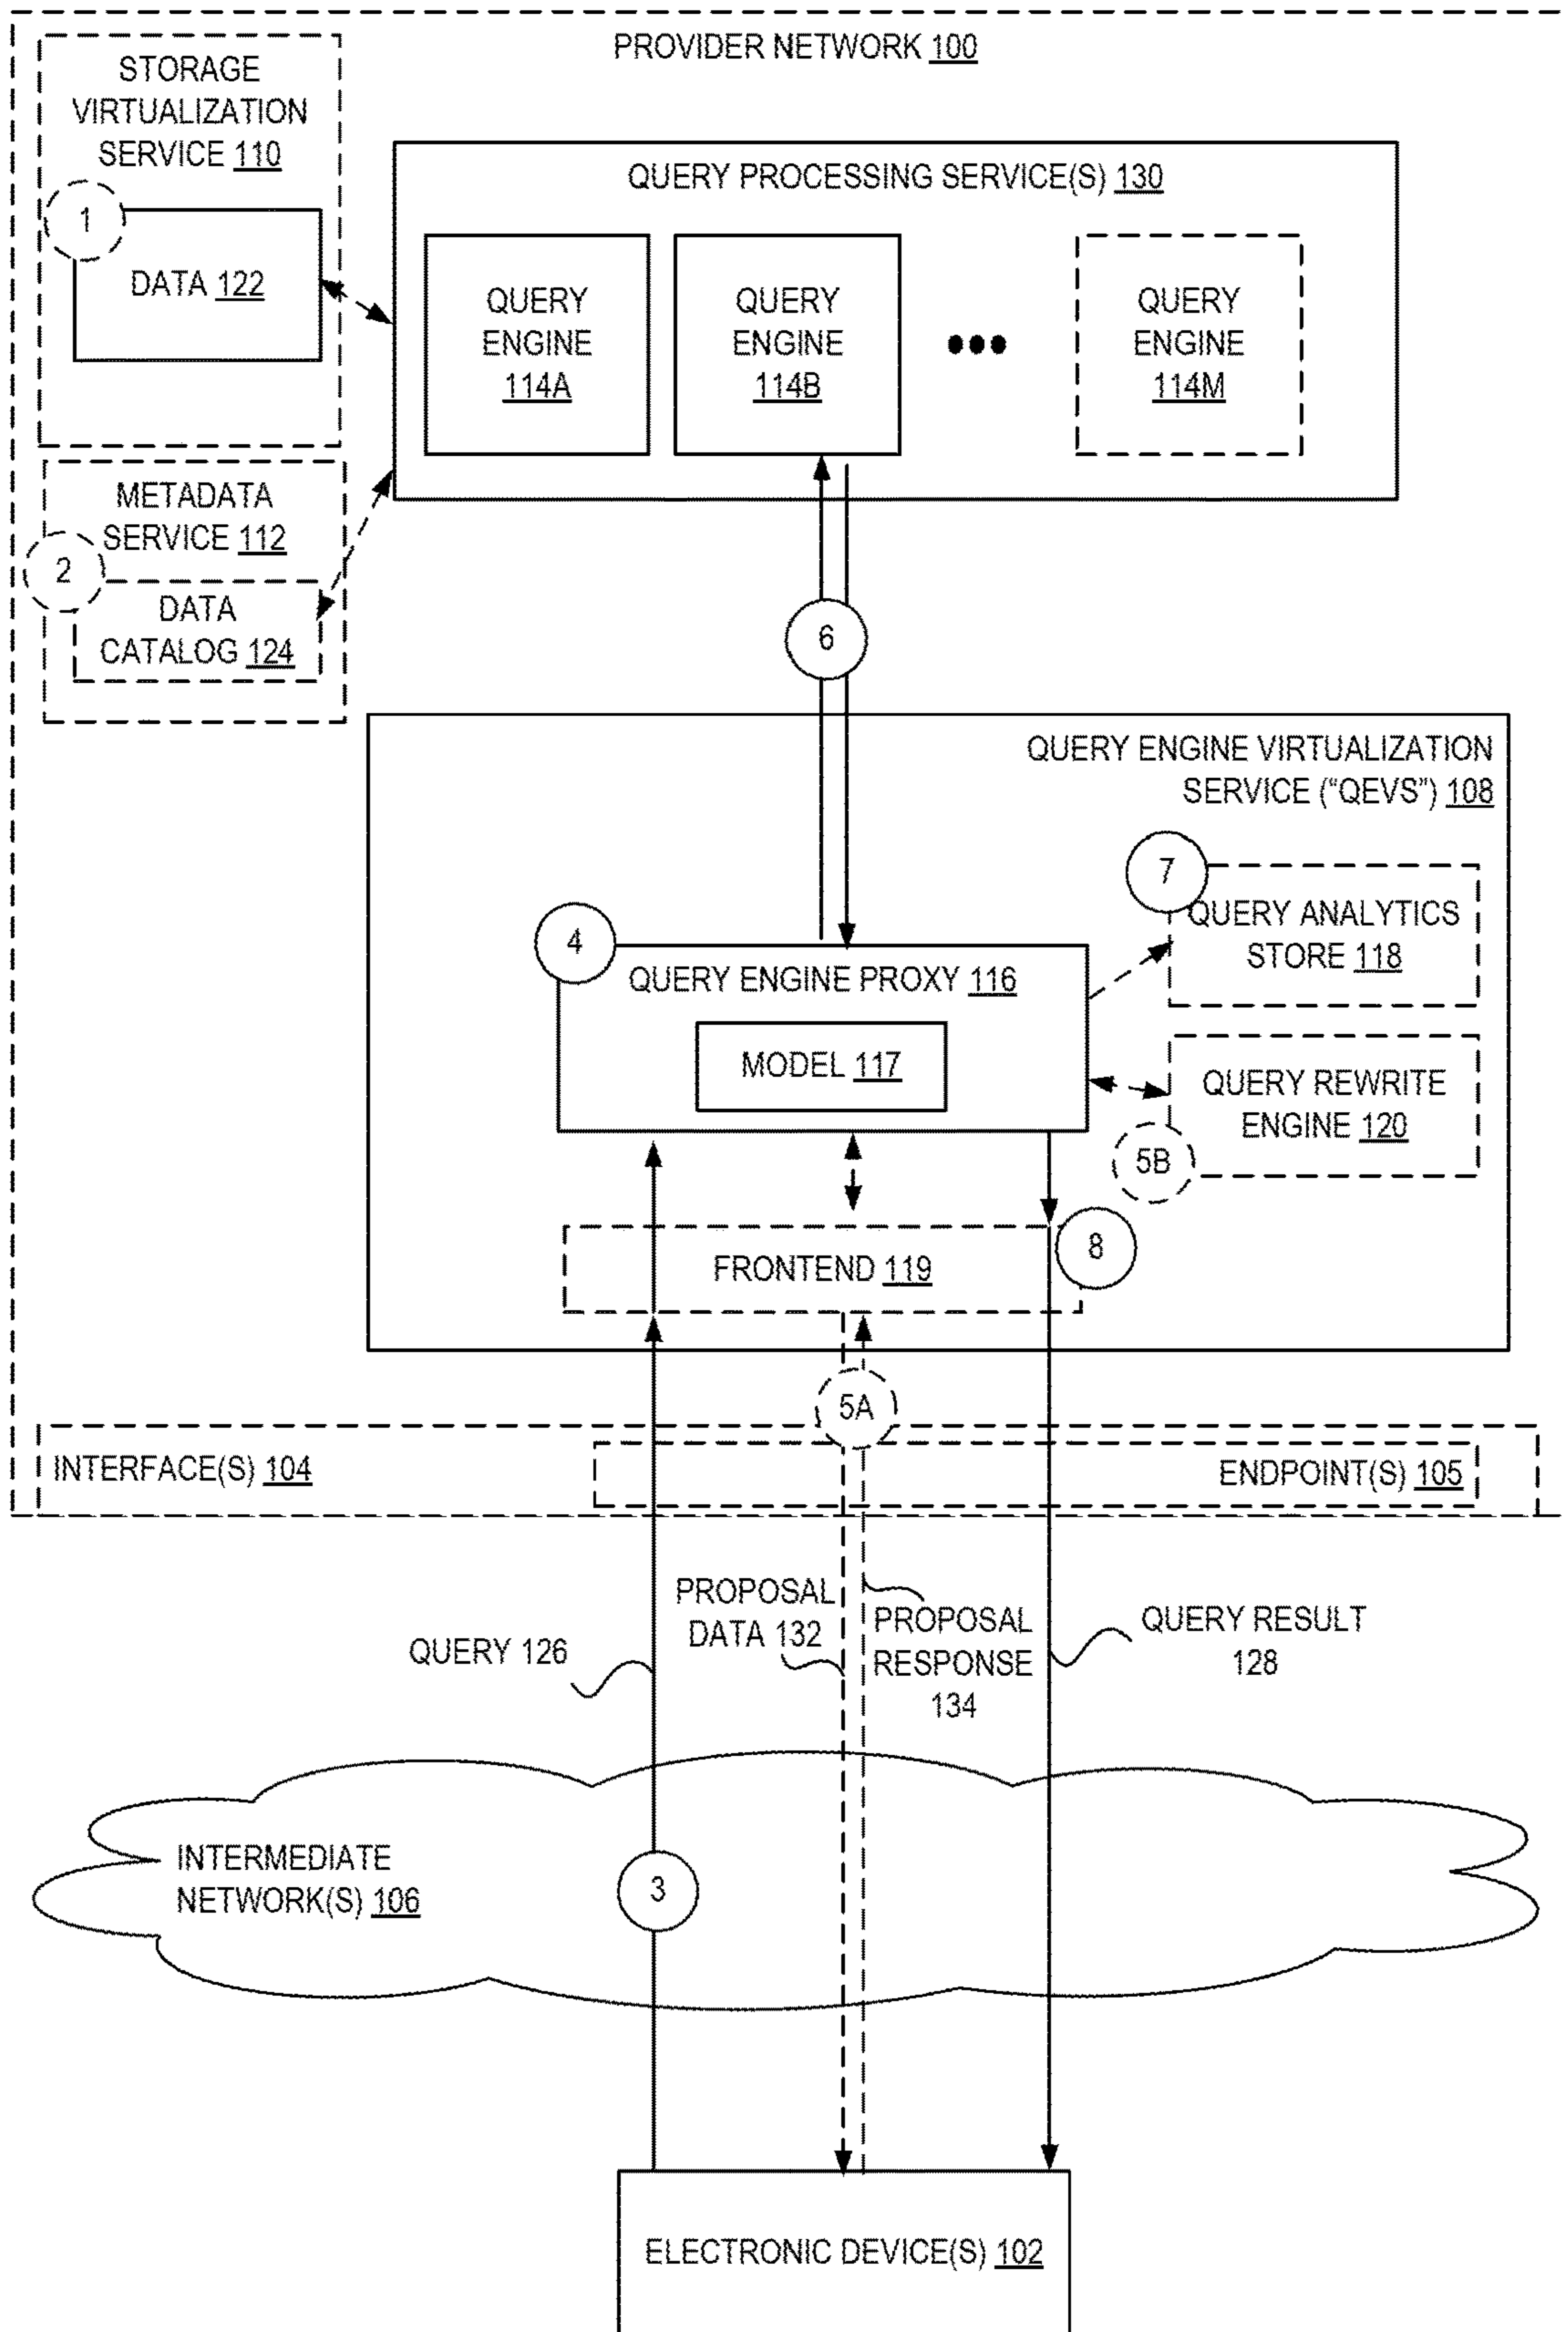 PROVIDER NETWORK 100
STORAGE
VIRTUALIZATION
SERVICE 110
1
DATA 122
QUERY PROCESSING SERVICE(S) 130
QUERY
ENGINE
114A
QUERY
ENGINE
114B
QUERY
ENGINE
114M
METADATA
SERVICE 112
2
DATA
CATALOG 124
6
QUERY ENGINE VIRTUALIZATION
SERVICE (“QEVS”) 108
7
QUERY ANALYTICS
STORE 118
4
QUERY ENGINE PROXY 116
MODEL 117
QUERY REWRITE
ENGINE 120
5B
FRONTEND 119
8
5A
INTERFACE(S) 104
ENDPOINT(S) 105
QUERY 126
PROPOSAL
DATA 132
PROPOSAL
RESPONSE
134
QUERY RESULT
128
INTERMEDIATE
NETWORK(S) 106
3
ELECTRONIC DEVICE(S) 102